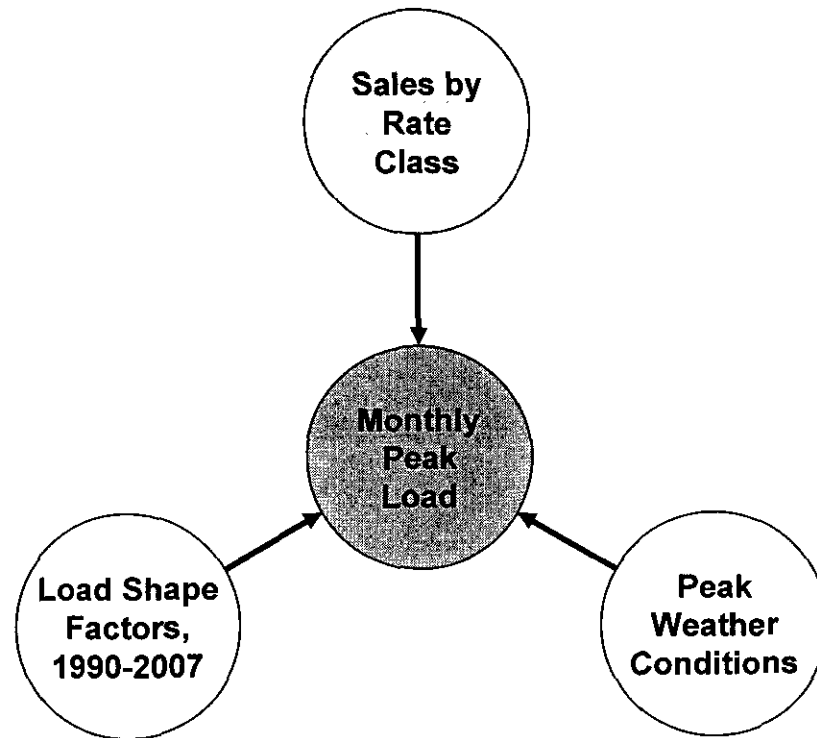 Sales by
Rate
Class
Monthly
Peak
Load
Load Shape
Factors,
1990-2007
Peak
Weather
Conditions